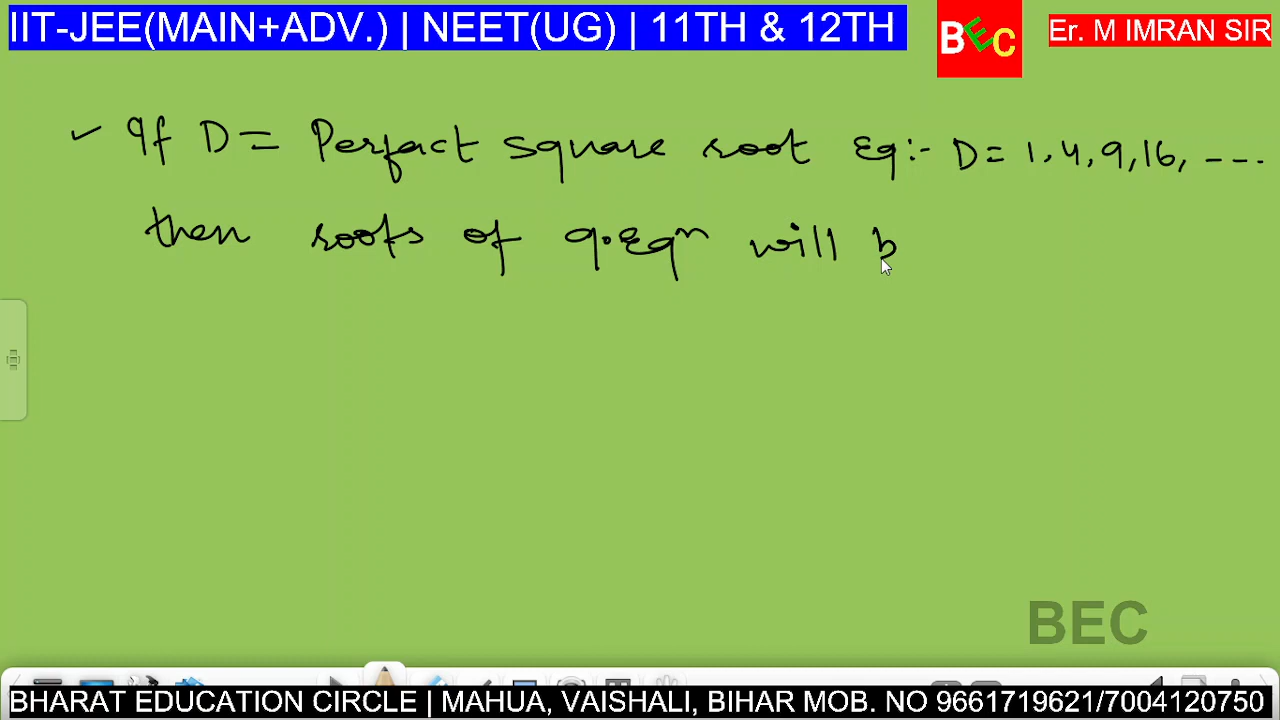 IIT-JEE(MAIN+ADV.) | NEET(UG) | 11TH & 12TH
BEC
Er. M IMRAN SIR
✓ If D = Perfact square root Eg:- D = 1, 4, 9, 16, ----
then roots of q.Eqⁿ will b
BEC
BHARAT EDUCATION CIRCLE | MAHUA, VAISHALI, BIHAR MOB. NO 9661719621/7004120750